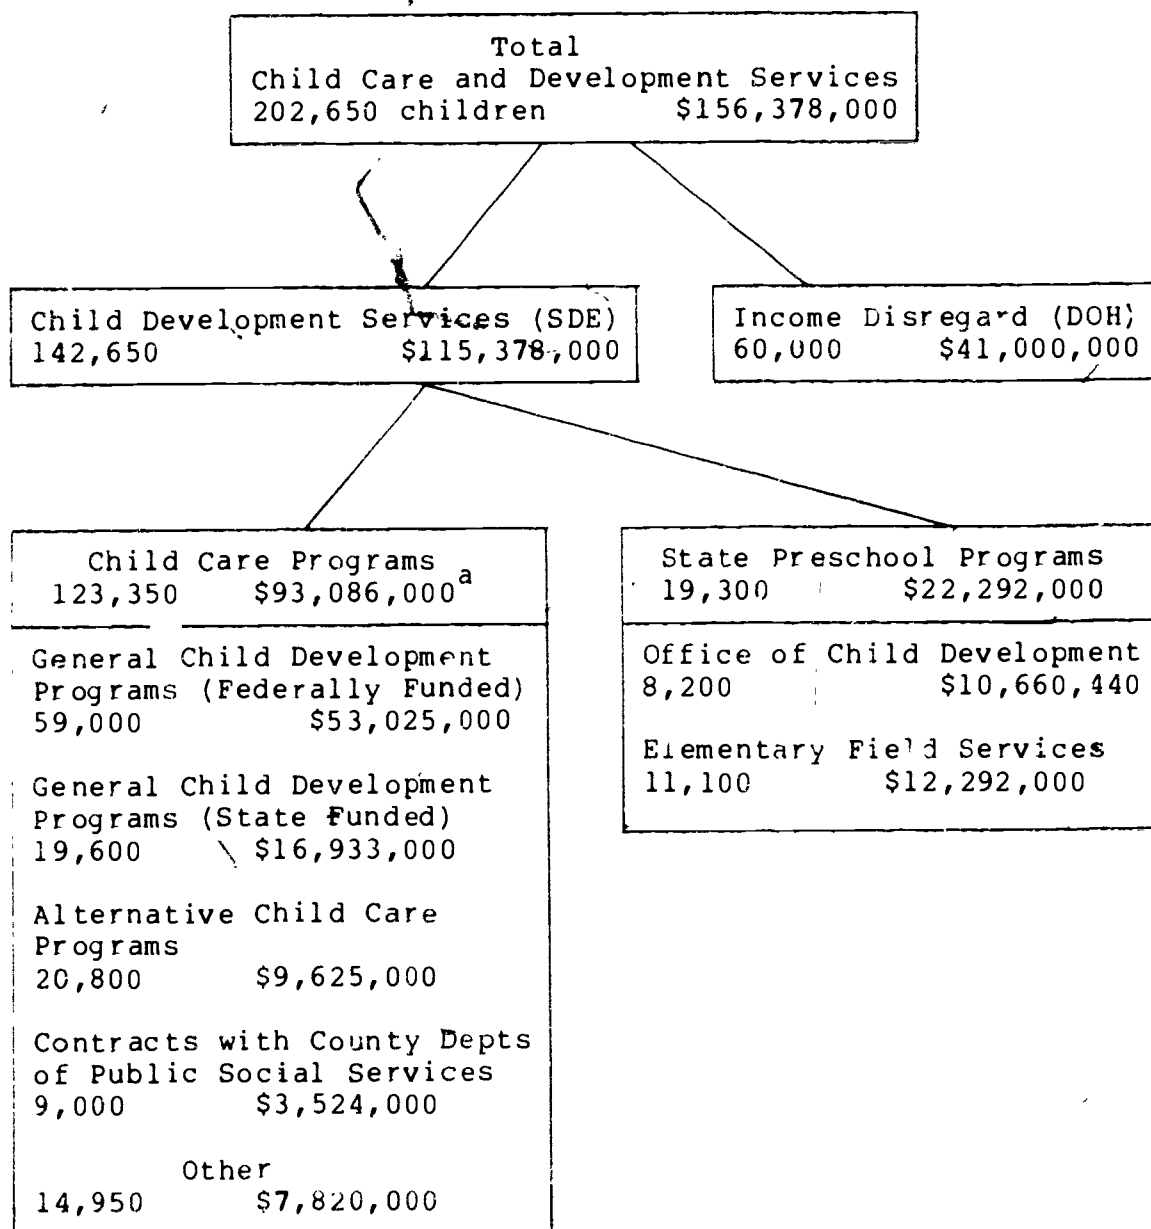 Total
Child Care and Development Services
202,650 children $156,378,000
Child Development Services (SDE)
142,650 $115,378,000
Income Disregard (DOH)
60,000 $41,000,000
Child Care Programs
123,350 $93,086,000a
General Child Development
Programs (Federally Funded)
59,000 $53,025,000
General Child Development
Programs (State Funded)
19,600 $16,933,000
Alternative Child Care
Programs
20,800 $9,625,000
Contracts with County Depts
of Public Social Services
9,000 $3,524,000
Other
14,950 $7,820,000
State Preschool Programs
19,300 $22,292,000
Office of Child Development
8,200 $10,660,440
Elementary Field Services
11,100 $12,292,000